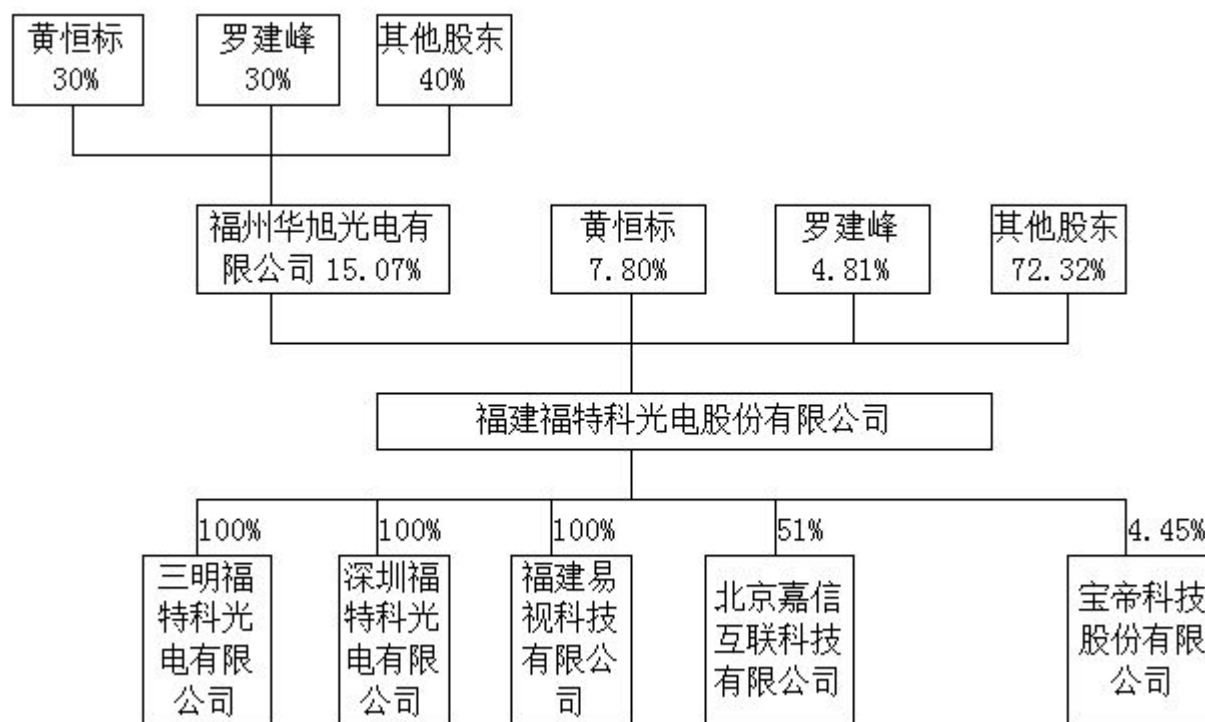 黄恒标
30%
罗建峰
30%
其他股东
40%
福州华旭光电有
限公司 15.07%
黄恒标
7.80%
罗建峰
4.81%
其他股东
72.32%
福建福特科光电股份有限公司
100%
100%
100%
51%
4.45%
三明福
特科光
电有限
公司
深圳福
特科光
电有限
公司
福建易
视科技
有限公
司
北京嘉信
互联科技
有限公司
宝帝科技
股份有限
公司